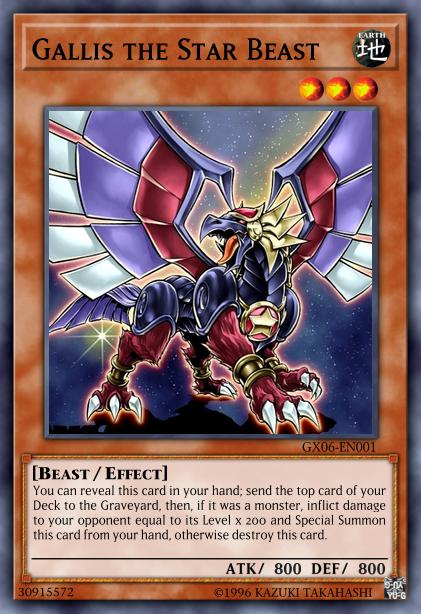 Gallis the Star Beast
EARTH
地
GX06-EN001
[Beast / Effect]
You can reveal this card in your hand; send the top card of your
Deck to the Graveyard, then, if it was a monster, inflict damage
to your opponent equal to its Level x 200 and Special Summon
this card from your hand, otherwise destroy this card.
ATK/ 800 DEF/ 800
30915572
©1996 KAZUKI TAKAHASHI